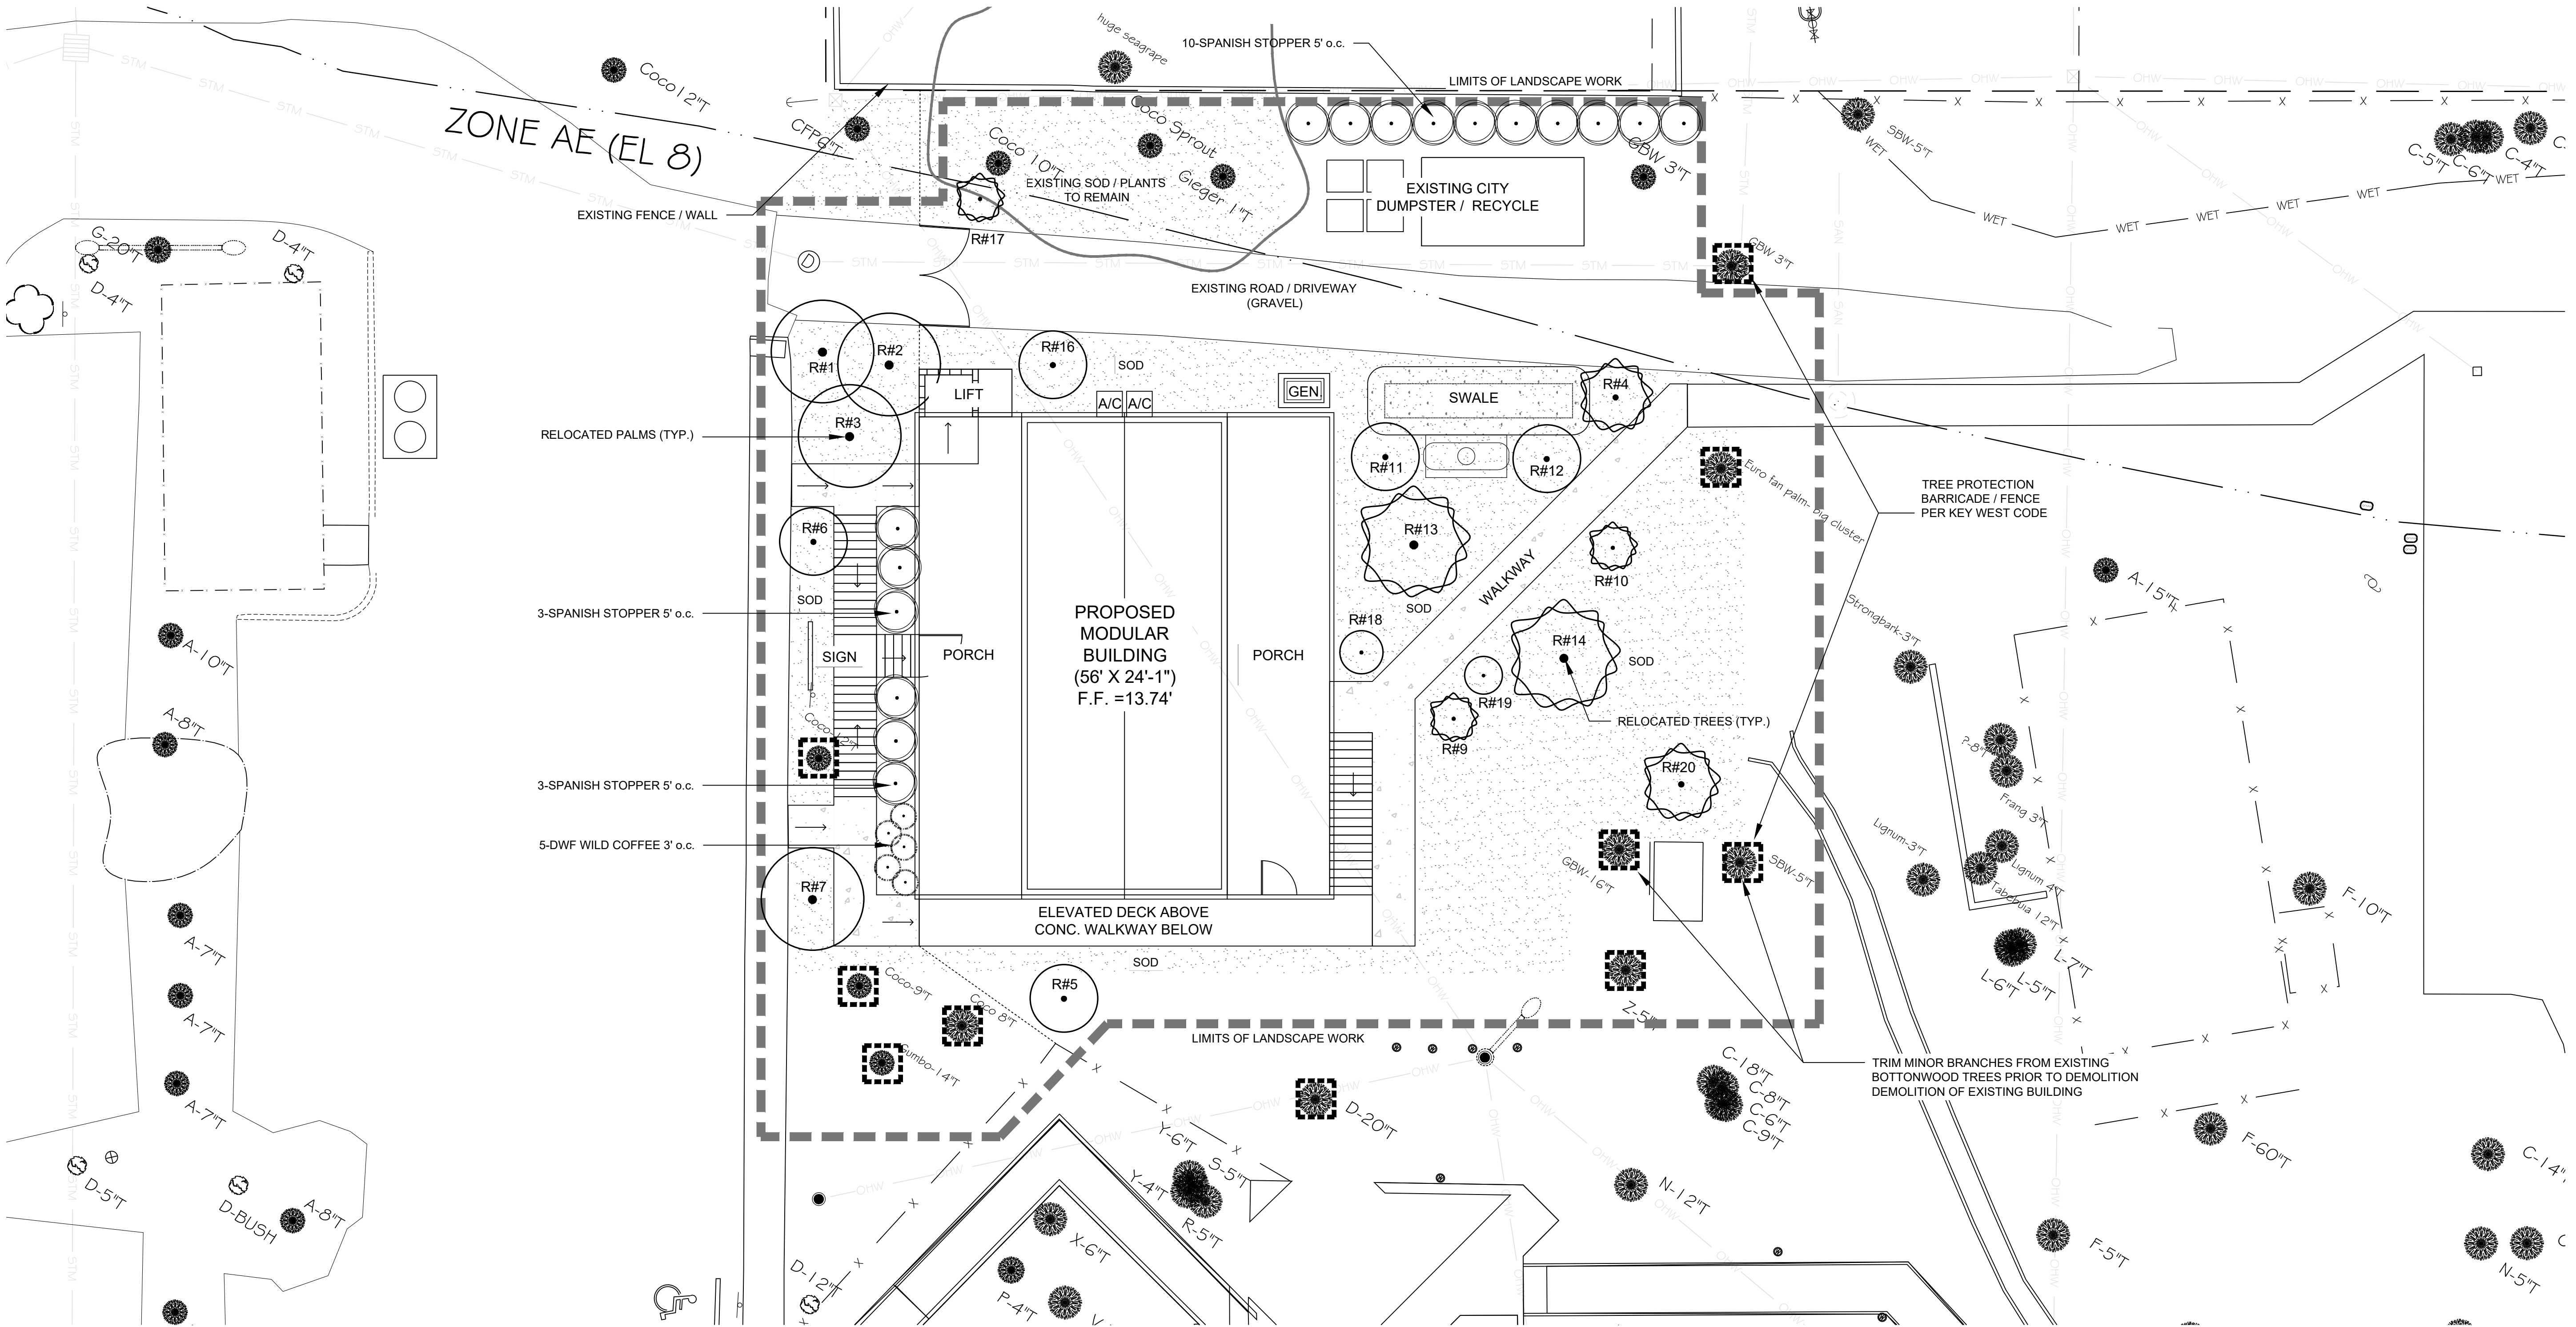 huge seagrape
10-SPANISH STOPPER 5' o.c.
LIMITS OF LANDSCAPE WORK
Coco 12"T
ZONE AE (EL 8)
CFP6"T
Coco 10"T
Coco Sprout
Gieger 1"T
GBW 3"T
SBW-5"T
C-5"T
C-6"T
C-4"T
EXISTING SOD / PLANTS
TO REMAIN
EXISTING CITY
DUMPSTER / RECYCLE
EXISTING FENCE / WALL
R#17
G-20"T
D-4"T
D-4"T
D
GBW 3"T
EXISTING ROAD / DRIVEWAY
(GRAVEL)
STM
OHW
SAN
WET
R#1
R#2
R#16
SOD
LIFT
A/C
A/C
GEN.
SWALE
R#4
R#3
RELOCATED PALMS (TYP.)
R#11
R#12
Euro fan palm- big cluster
TREE PROTECTION
BARRICADE / FENCE
PER KEY WEST CODE
R#6
R#13
R#10
WALKWAY
A-15"T
SOD
3-SPANISH STOPPER 5' o.c.
SOD
R#18
Strongbark-3"T
PROPOSED
MODULAR
BUILDING
(56' X 24'-1")
F.F. =13.74'
A-10"T
SIGN
PORCH
PORCH
R#14
SOD
R#19
RELOCATED TREES (TYP.)
R#9
A-8"T
Coco-12"T
?-8"T
R#20
3-SPANISH STOPPER 5' o.c.
Frang 3"T
Lignum-3"T
5-DWF WILD COFFEE 3' o.c.
GBW-16"T
SBW-5"T
Lignum 4"T
Tabebuia 12"T
F-10"T
R#7
ELEVATED DECK ABOVE
CONC. WALKWAY BELOW
A-7"T
SOD
L-7"T
L-5"T
L-6"T
R#5
Coco-9"T
Coco 8"T
Z-5"T
A-7"T
LIMITS OF LANDSCAPE WORK
Gumbo-14"T
C-18"T
C-8"T
C-6"T
C-9"T
TRIM MINOR BRANCHES FROM EXISTING
BOTTONWOOD TREES PRIOR TO DEMOLITION
DEMOLITION OF EXISTING BUILDING
A-7"T
D-20"T
Y-6"T
S-5"T
Y-4"T
R-5"T
F-60"T
C-14"
D-5"T
D-BUSH
A-8"T
N-12"T
X-6"T
F-5"T
N-5"T
D-12"T
P-4"T